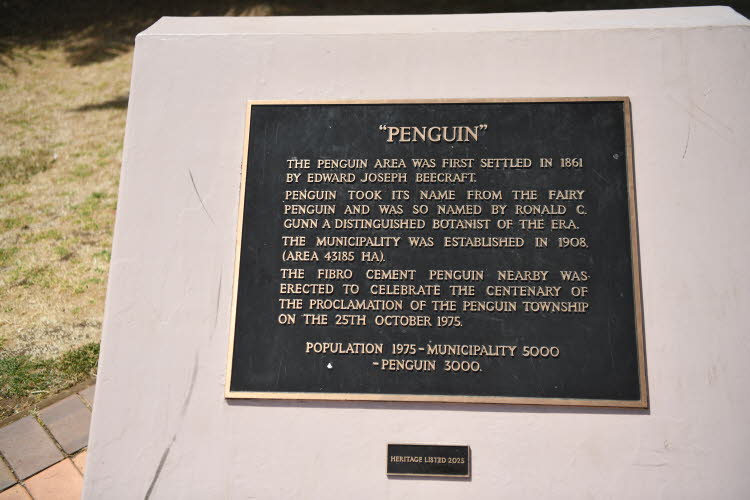 "PENGUIN"
THE PENGUIN AREA WAS FIRST SETTLED IN 1861
BY EDWARD JOSEPH BEECRAFT.
PENGUIN TOOK ITS NAME FROM THE FAIRY
PENGUIN AND WAS SO NAMED BY RONALD C.
GUNN A DISTINGUISHED BOTANIST OF THE ERA.
THE MUNICIPALITY WAS ESTABLISHED IN 1908,
(AREA 43185 HA).
THE FIBRO CEMENT PENGUIN NEARBY WAS
ERECTED TO CELEBRATE THE CENTENARY OF
THE PROCLAMATION OF THE PENGUIN TOWNSHIP
ON THE 25TH OCTOBER 1975.
POPULATION 1975 - MUNICIPALITY 5000
- PENGUIN 3000.
HERITAGE LISTED 2025